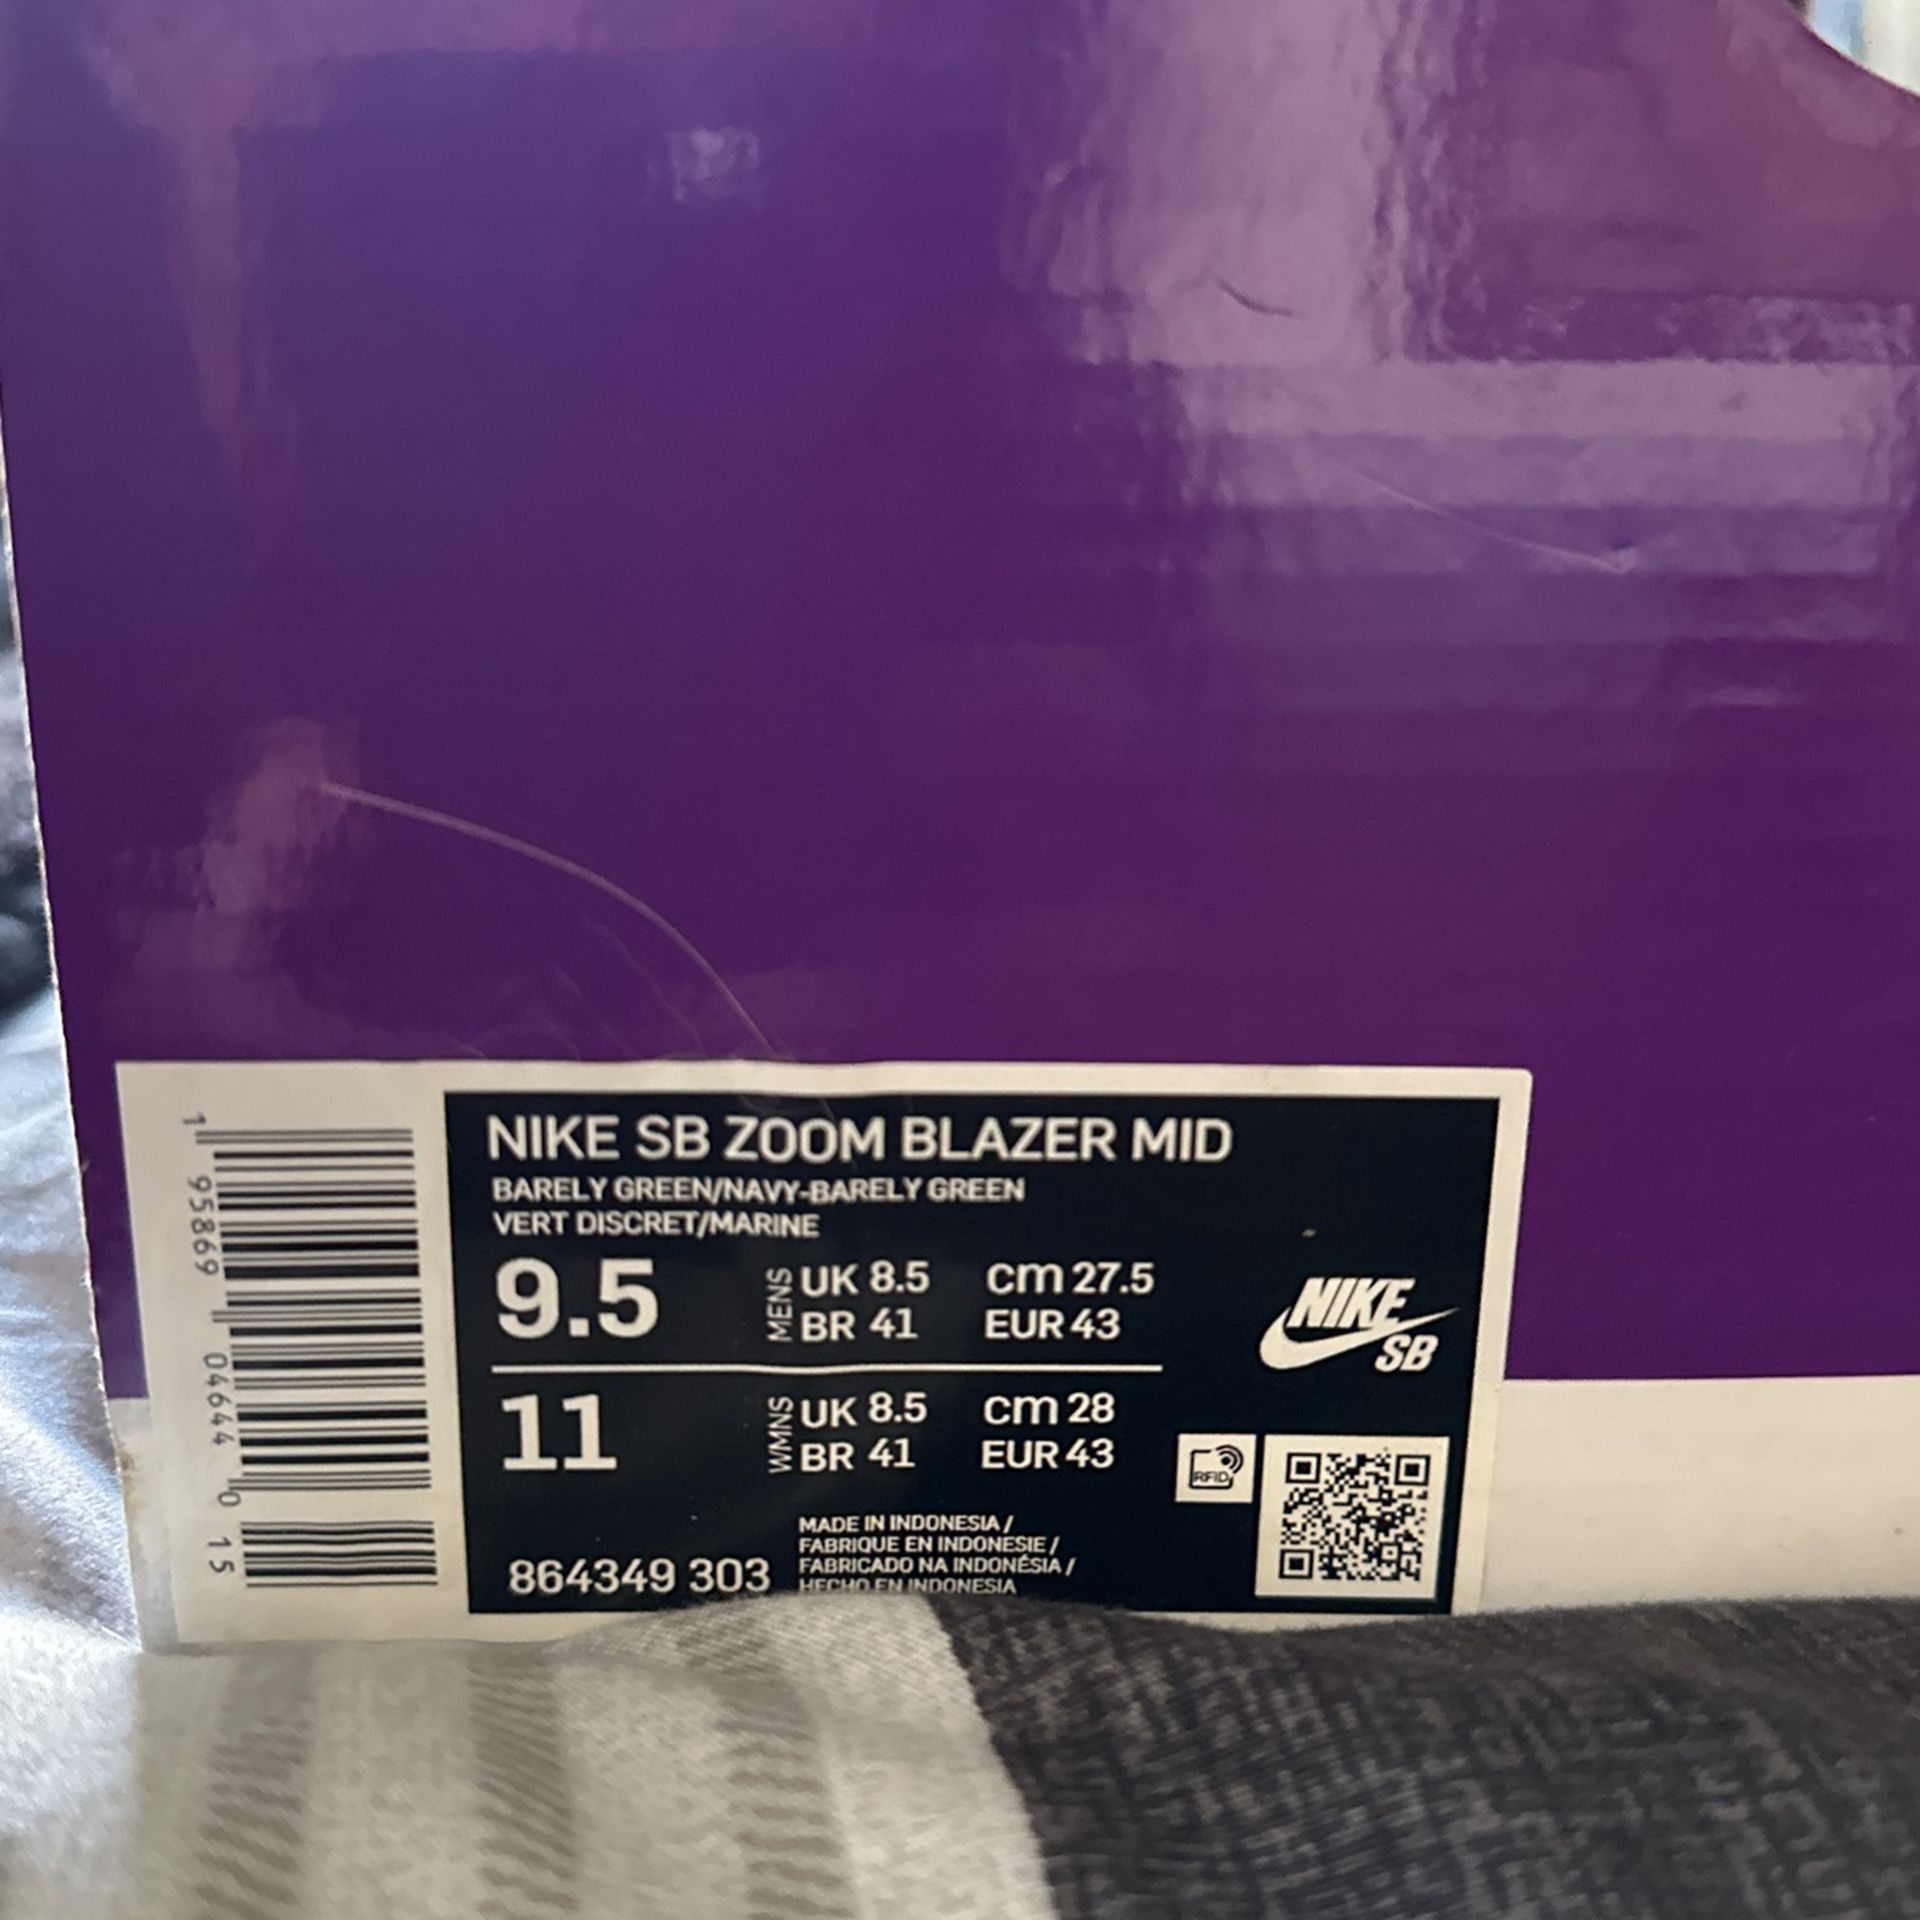 NIKE SB ZOOM BLAZER MID
BARELY GREEN/NAVY-BARELY GREEN
VERT DISCRET/MARINE
9.5 MENS UK 8.5 cm 27.5
BR 41 EUR 43
11 WMNS UK 8.5 cm 28
BR 41 EUR 43
NIKE
SB
RFID
864349 303
MADE IN INDONESIA /
FABRIQUE EN INDONESIE /
FABRICADO NA INDONÉSIA /
HECHO EN INDONESIA
1 95869 04644 0 15